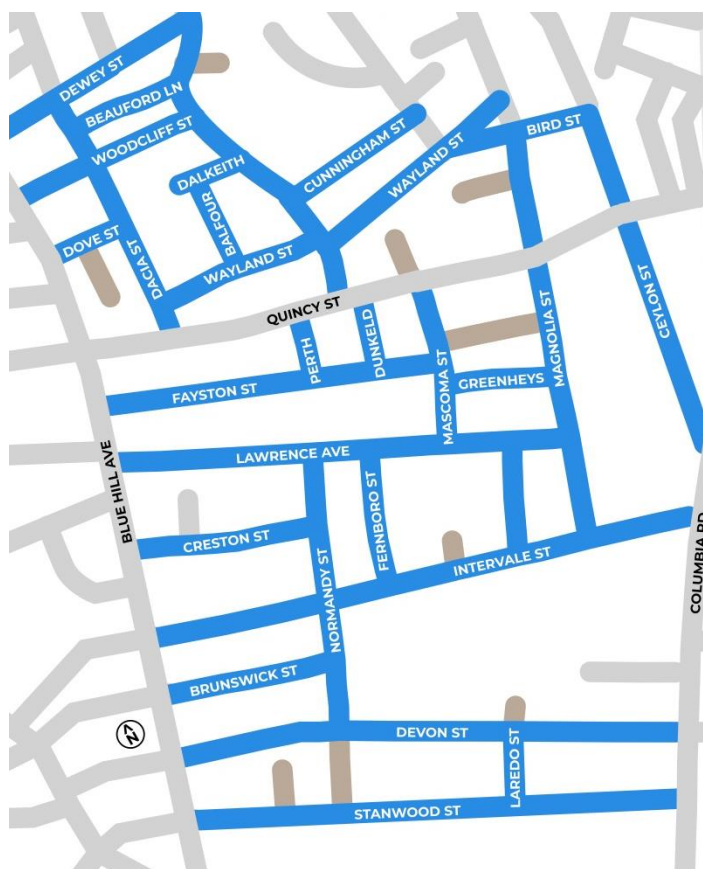 DEWEY ST
BEAUFORD LN
WOODCLIFF ST
CUNNINGHAM ST
BIRD ST
DALKEITH
WAYLAND ST
BALFOUR
DOVE ST
DACIA ST
WAYLAND ST
CEYLON ST
QUINCY ST
MAGNOLIA ST
PERTH
DUNKELD
MASCOMA ST
GREENHEYS
FAYSTON ST
LAWRENCE AVE
BLUE HILL AVE
FERNBORO ST
CRESTON ST
INTERVALE ST
COLUMBIA RD
NORMANDY ST
BRUNSWICK ST
N
DEVON ST
LAREDO ST
STANWOOD ST